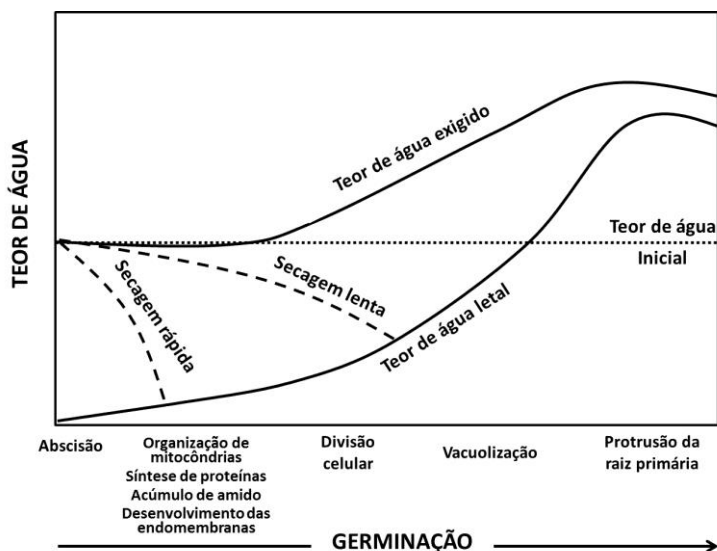 TEOR DE ÁGUA
Teor de água exigido
Teor de água
Inicial
Secagem rápida
Secagem lenta
Teor de água letal
Abscisão
Organização de
mitocôndrias
Síntese de proteínas
Acúmulo de amido
Desenvolvimento das
endomembranas
Divisão
celular
Vacuolização
Protrusão da
raiz primária
GERMINAÇÃO